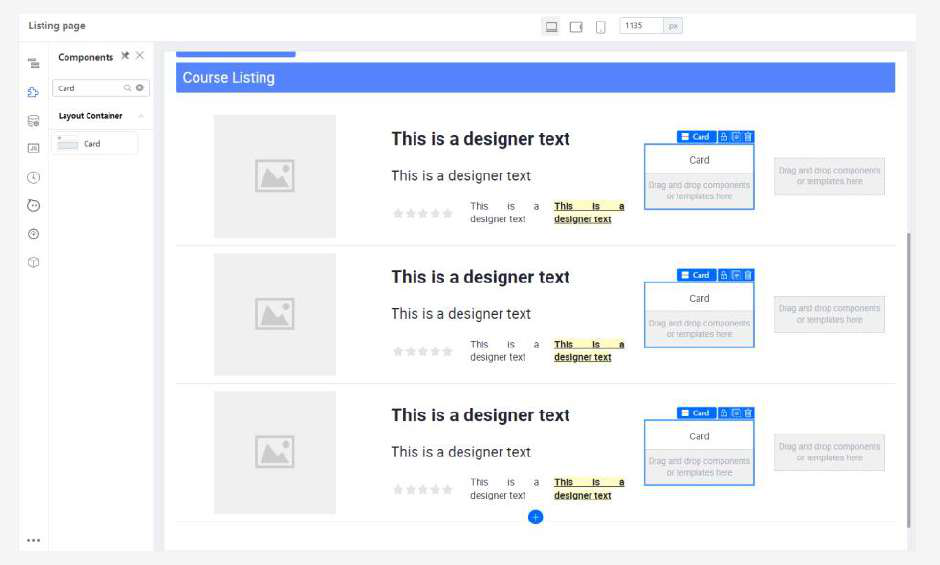 Listing page
1135 px
Components
Card
Layout Container
Card
Course Listing
This is a designer text
This is a designer text
This is a
designer text
This is a
designer text
Card
Card
Drag and drop components
or templates here
Drag and drop components
or templates here
This is a designer text
This is a designer text
This is a
designer text
This is a
designer text
Card
Card
Drag and drop components
or templates here
Drag and drop components
or templates here
This is a designer text
This is a designer text
This is a
designer text
This is a
designer text
Card
Card
Drag and drop components
or templates here
Drag and drop components
or templates here